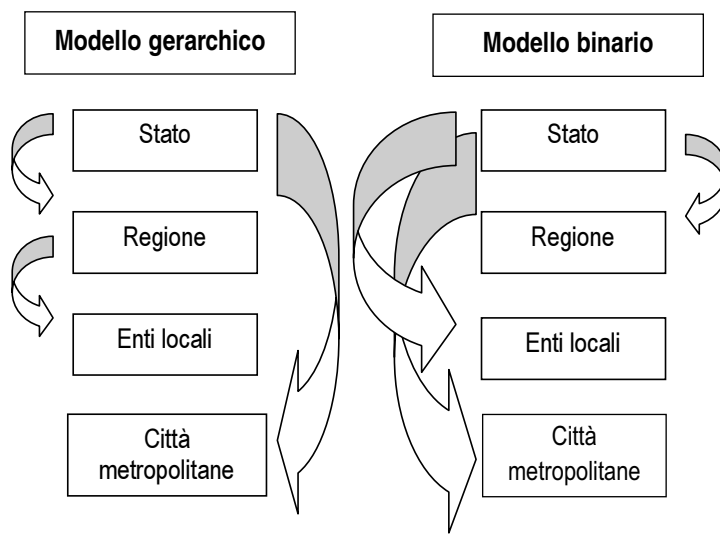 Modello gerarchico
Modello binario
Stato
Stato
Regione
Regione
Enti locali
Enti locali
Città
metropolitane
Città
metropolitane